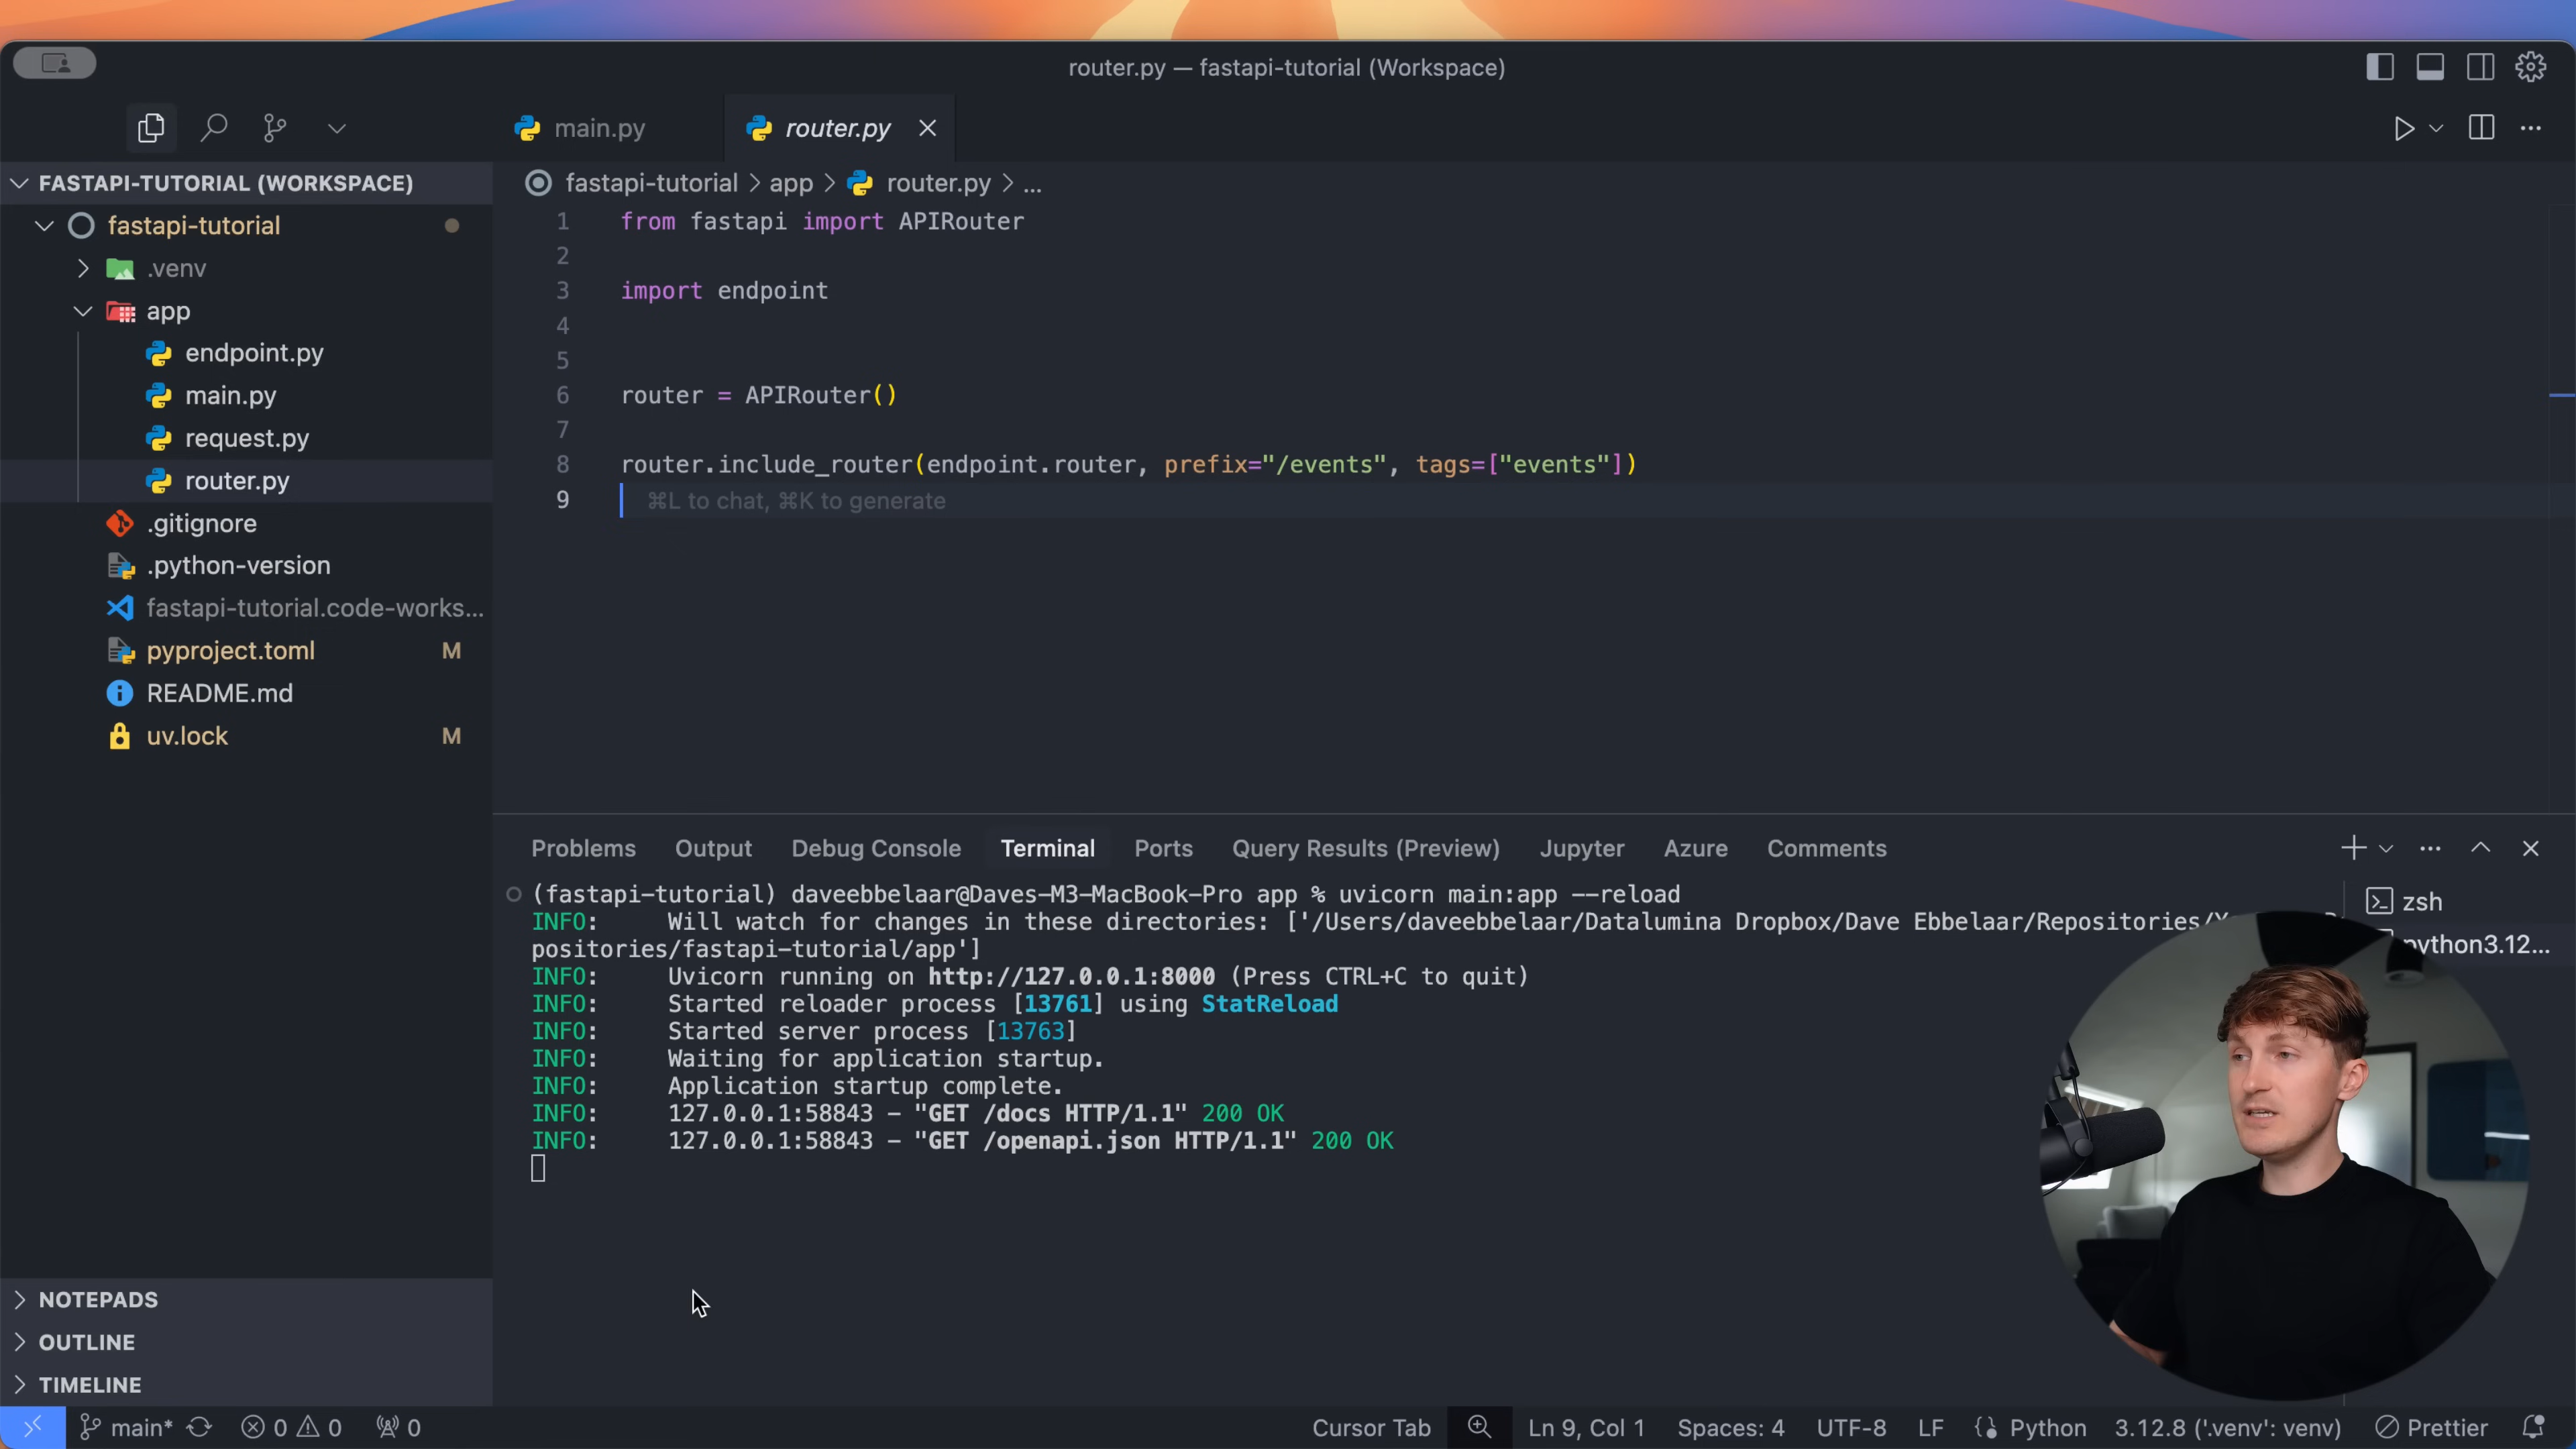 router.py — fastapi-tutorial (Workspace)
main.py
router.py
FASTAPI-TUTORIAL (WORKSPACE)
fastapi-tutorial
.venv
app
endpoint.py
main.py
request.py
router.py
.gitignore
.python-version
fastapi-tutorial.code-works...
pyproject.toml M
README.md
uv.lock M
NOTEPADS
OUTLINE
TIMELINE
fastapi-tutorial > app > router.py > ...
1 from fastapi import APIRouter
2
3 import endpoint
4
5
6 router = APIRouter()
7
8 router.include_router(endpoint.router, prefix="/events", tags=["events"])
9 ⌘L to chat, ⌘K to generate
Problems Output Debug Console Terminal Ports Query Results (Preview) Jupyter Azure Comments
(fastapi-tutorial) daveebbelaar@Daves-M3-MacBook-Pro app % uvicorn main:app --reload
INFO: Will watch for changes in these directories: ['/Users/daveebbelaar/Datalumina Dropbox/Dave Ebbelaar/Repositories/
positories/fastapi-tutorial/app']
INFO: Uvicorn running on http://127.0.0.1:8000 (Press CTRL+C to quit)
INFO: Started reloader process [13761] using StatReload
INFO: Started server process [13763]
INFO: Waiting for application startup.
INFO: Application startup complete.
INFO: 127.0.0.1:58843 - "GET /docs HTTP/1.1" 200 OK
INFO: 127.0.0.1:58843 - "GET /openapi.json HTTP/1.1" 200 OK
zsh
python3.12...
main* 0 0 0
Cursor Tab Ln 9, Col 1 Spaces: 4 UTF-8 LF Python 3.12.8 ('.venv': venv) Prettier